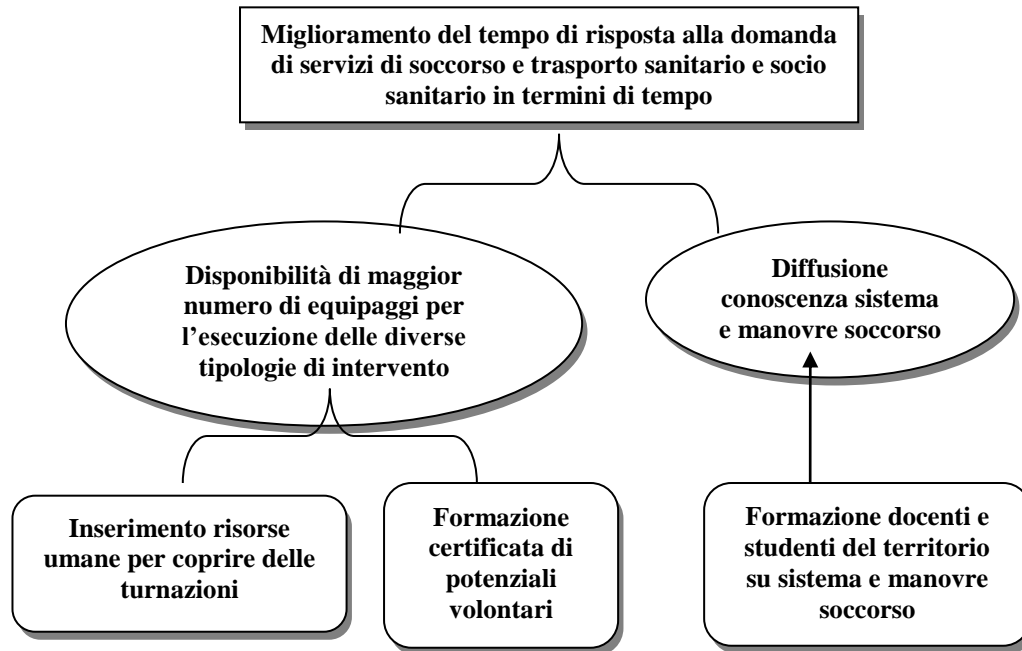 Miglioramento del tempo di risposta alla domanda
di servizi di soccorso e trasporto sanitario e socio
sanitario in termini di tempo
Disponibilità di maggior
numero di equipaggi per
l'esecuzione delle diverse
tipologie di intervento
Diffusione
conoscenza sistema
e manovre soccorso
Inserimento risorse
umane per coprire delle
turnazioni
Formazione
certificata di
potenziali
volontari
Formazione docenti e
studenti del territorio
su sistema e manovre
soccorso